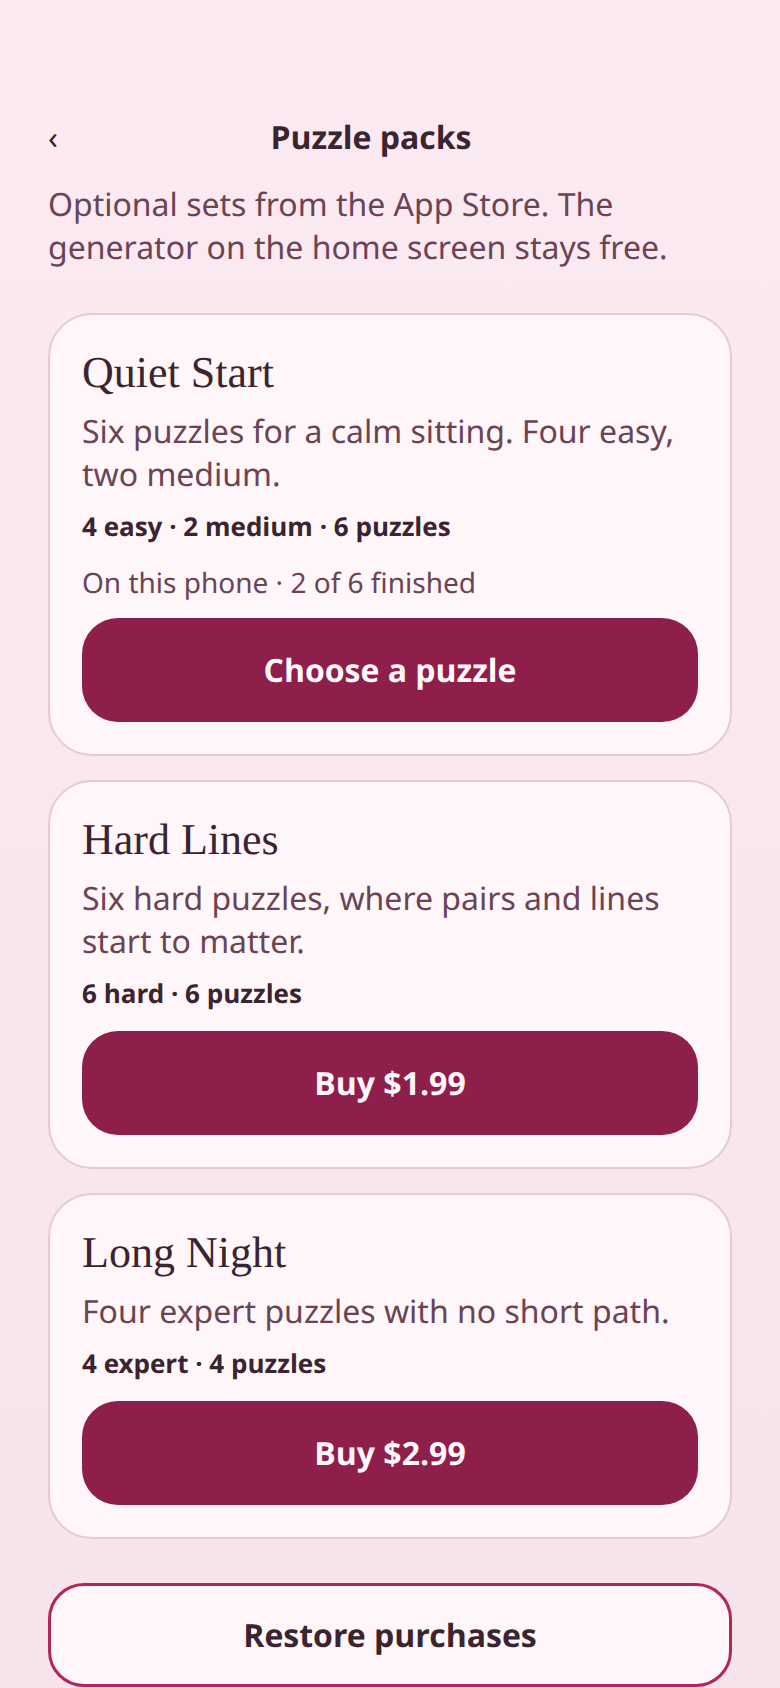 ‹ Puzzle packs
Optional sets from the App Store. The
generator on the home screen stays free.
Quiet Start
Six puzzles for a calm sitting. Four easy,
two medium.
4 easy · 2 medium · 6 puzzles
On this phone · 2 of 6 finished
Choose a puzzle
Hard Lines
Six hard puzzles, where pairs and lines
start to matter.
6 hard · 6 puzzles
Buy $1.99
Long Night
Four expert puzzles with no short path.
4 expert · 4 puzzles
Buy $2.99
Restore purchases